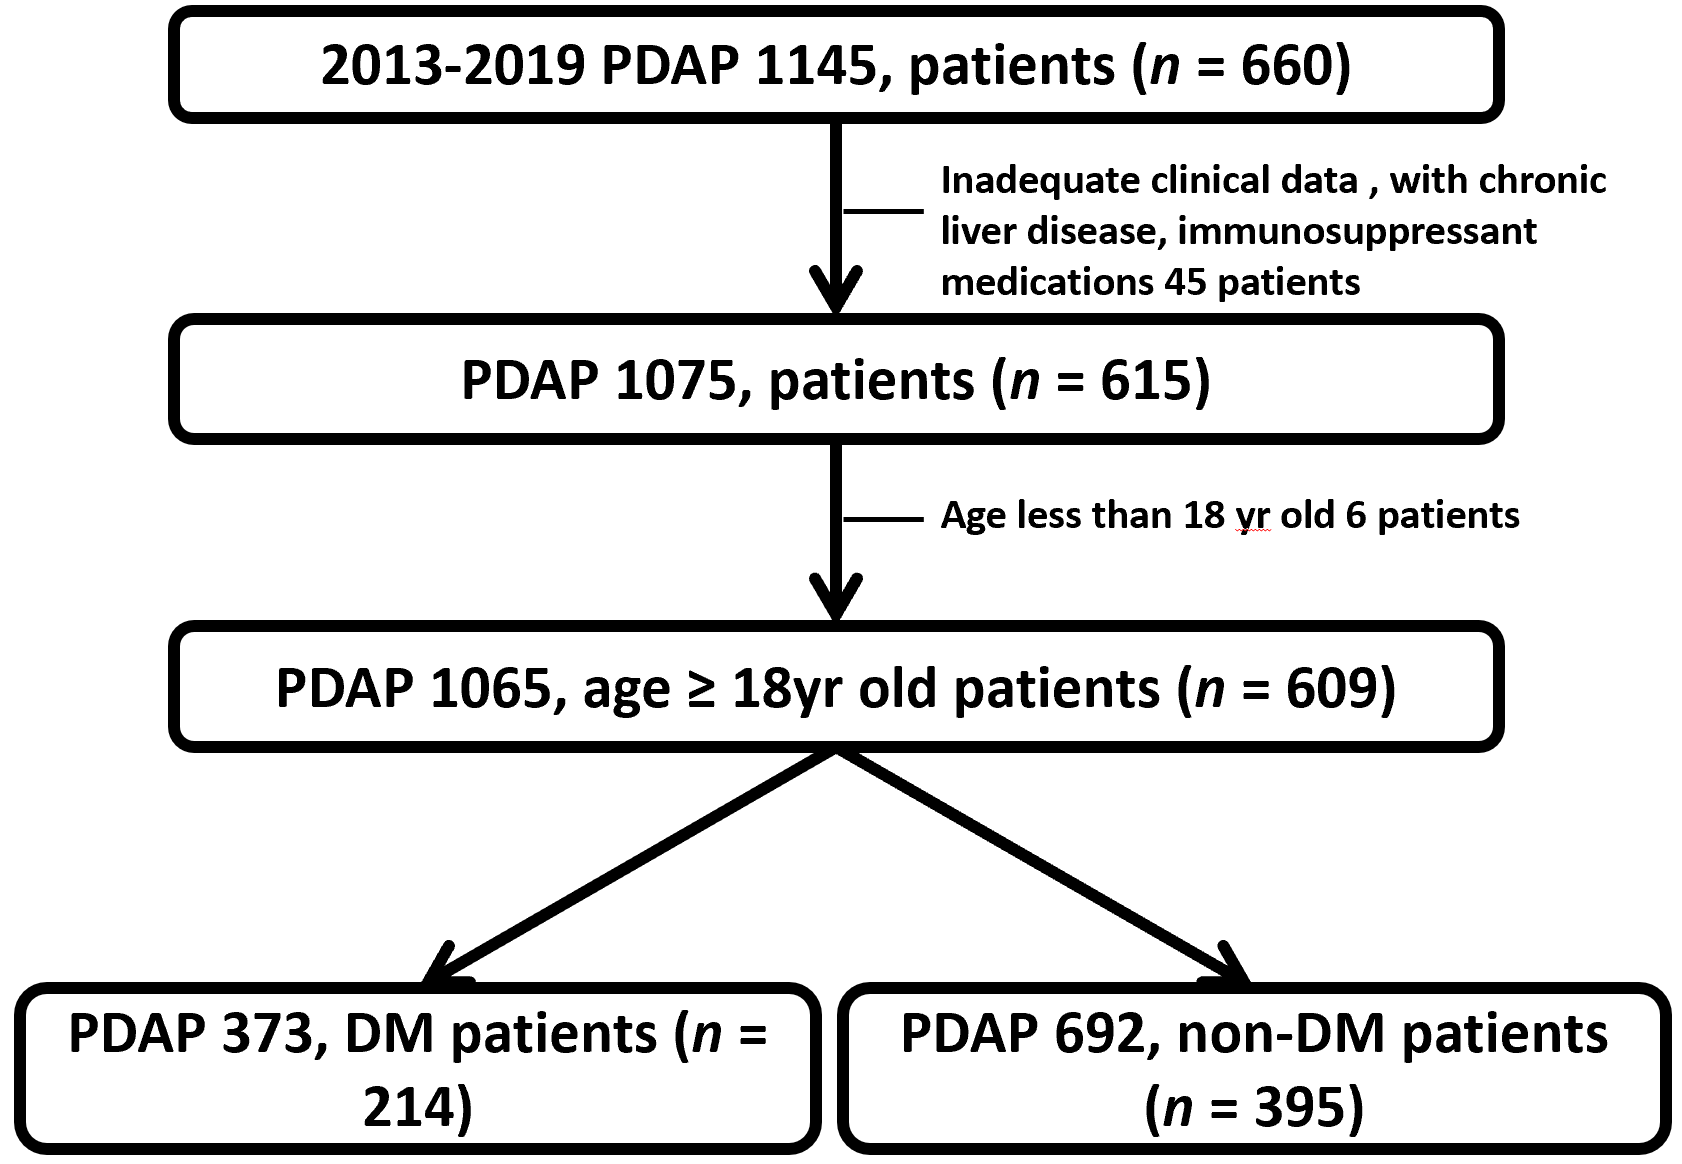 2013-2019 PDAP 1145, patients (n = 660)
Inadequate clinical data , with chronic
liver disease, immunosuppressant
medications 45 patients
PDAP 1075, patients (n = 615)
Age less than 18 yr old 6 patients
PDAP 1065, age ≥ 18yr old patients (n = 609)
PDAP 373, DM patients (n =
214)
PDAP 692, non-DM patients
(n = 395)